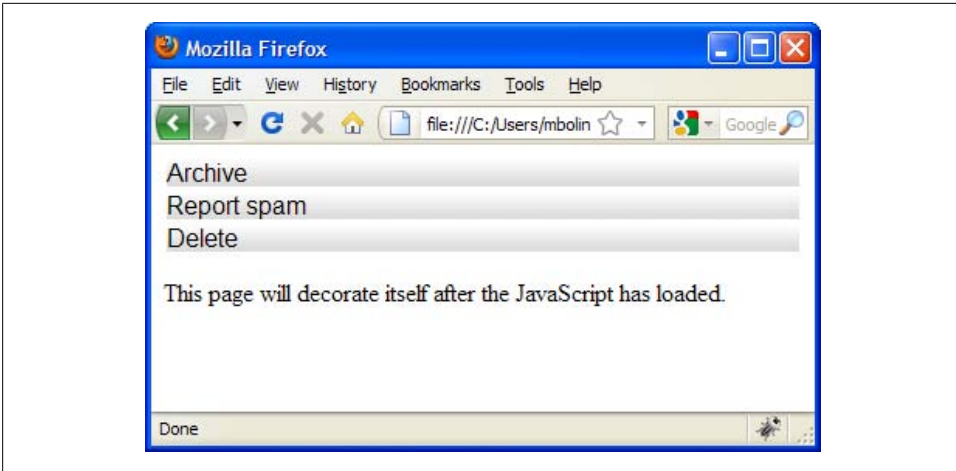 Mozilla Firefox
File Edit View History Bookmarks Tools Help
file:///C:/Users/mbolin Google
Archive
Report spam
Delete
This page will decorate itself after the JavaScript has loaded.
Done